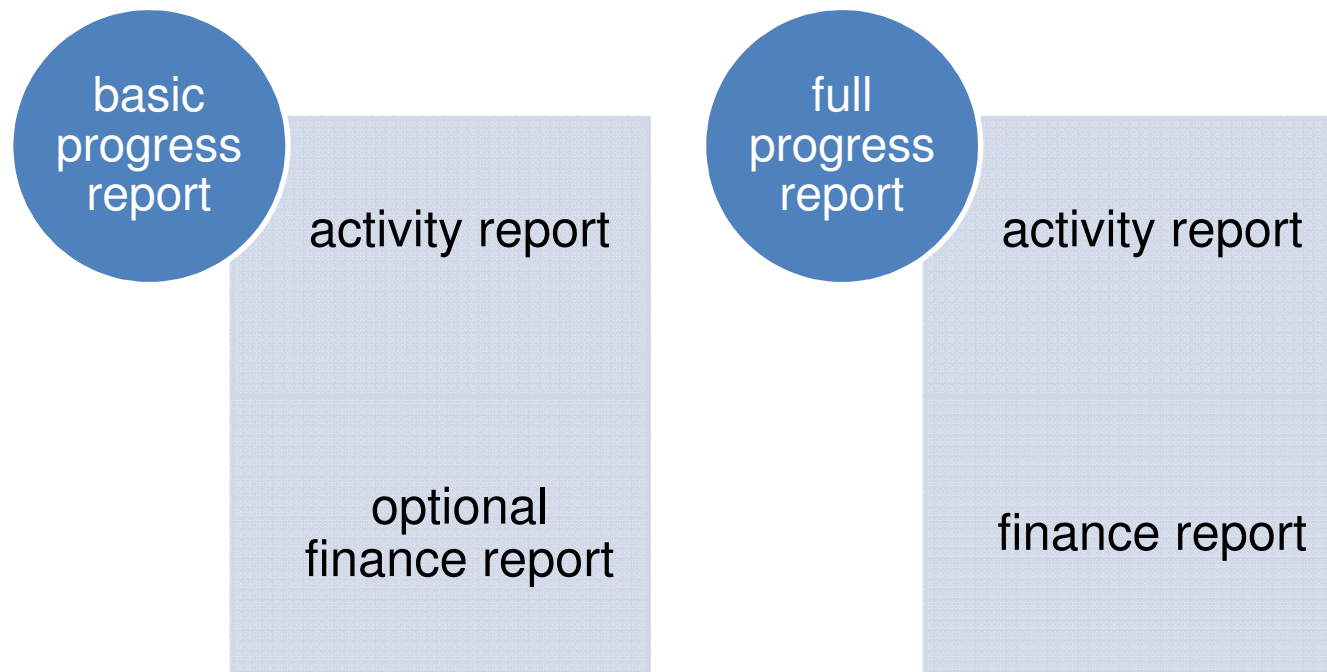 basic
progress
report
activity report
optional
finance report
full
progress
report
activity report
finance report